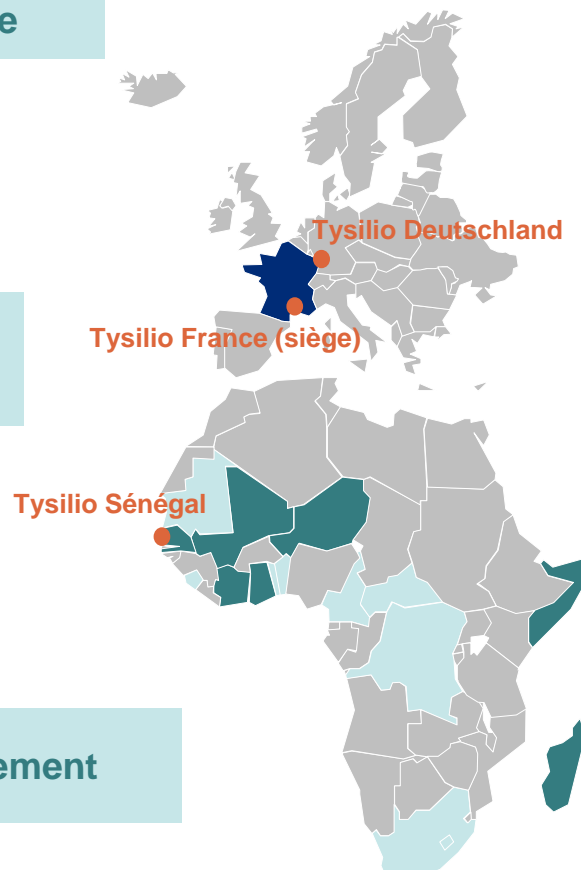 e
Tysilio Deutschland
Tysilio France (siège)
Tysilio Sénégal
ement